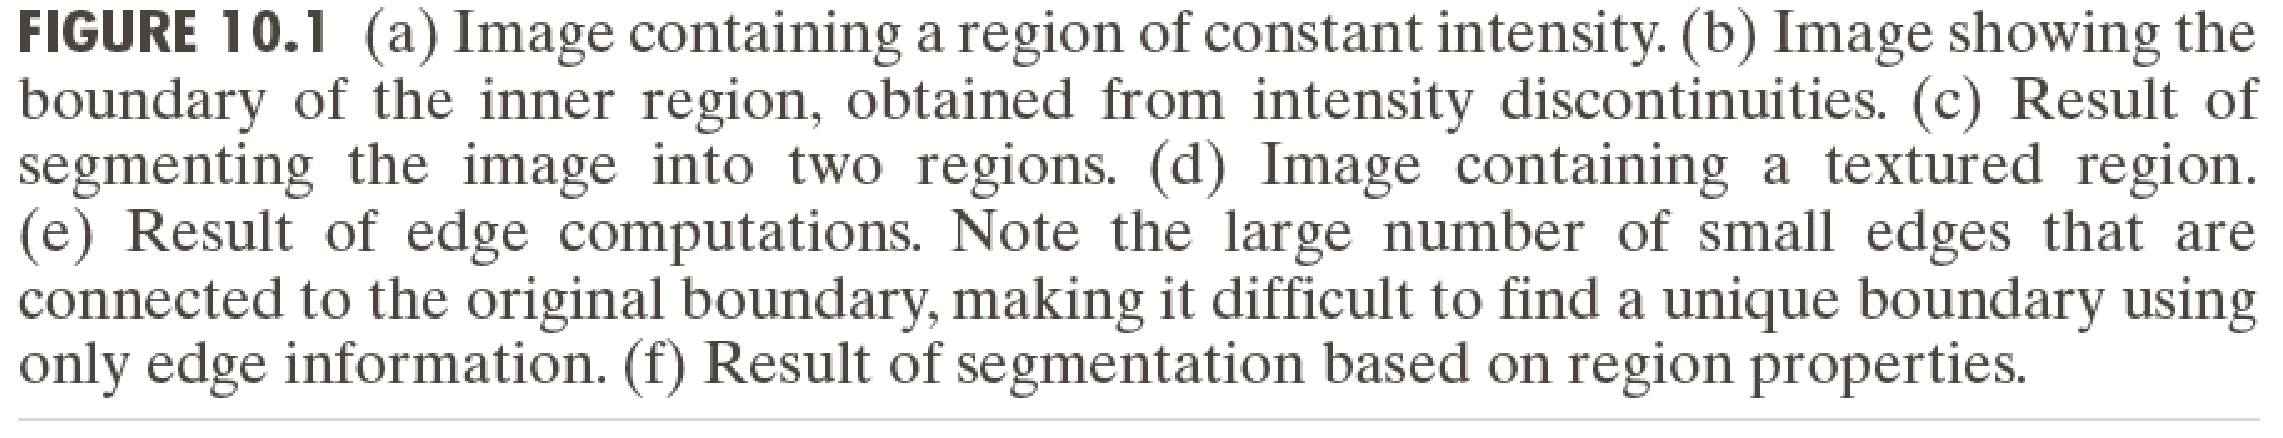 FIGURE 10.1 (a) Image containing a region of constant intensity. (b) Image showing the
boundary of the inner region, obtained from intensity discontinuities. (c) Result of
segmenting the image into two regions. (d) Image containing a textured region.
(e) Result of edge computations. Note the large number of small edges that are
connected to the original boundary, making it difficult to find a unique boundary using
only edge information. (f) Result of segmentation based on region properties.